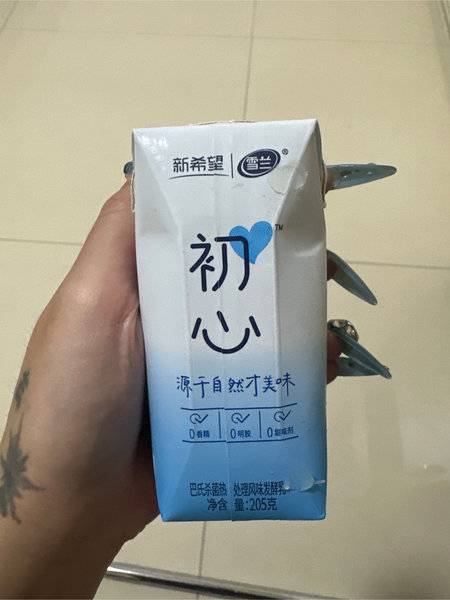 新希望 雪兰®
初心™
源于自然才美味
0香精 0明胶 0甜味剂
巴氏杀菌热处理风味发酵乳
净含量:205克